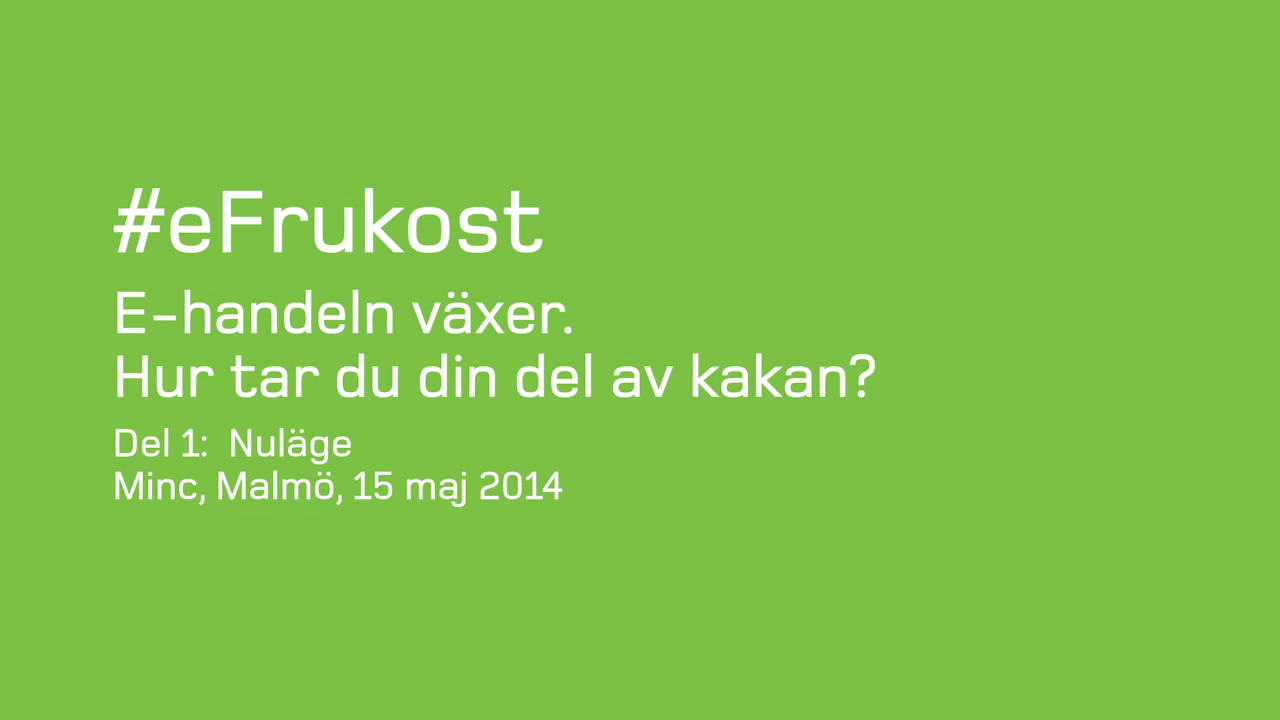 #eFrukost
E-handeln växer.
Hur tar du din del av kakan?
Del 1: Nuläge
Minc, Malmö, 15 maj 2014